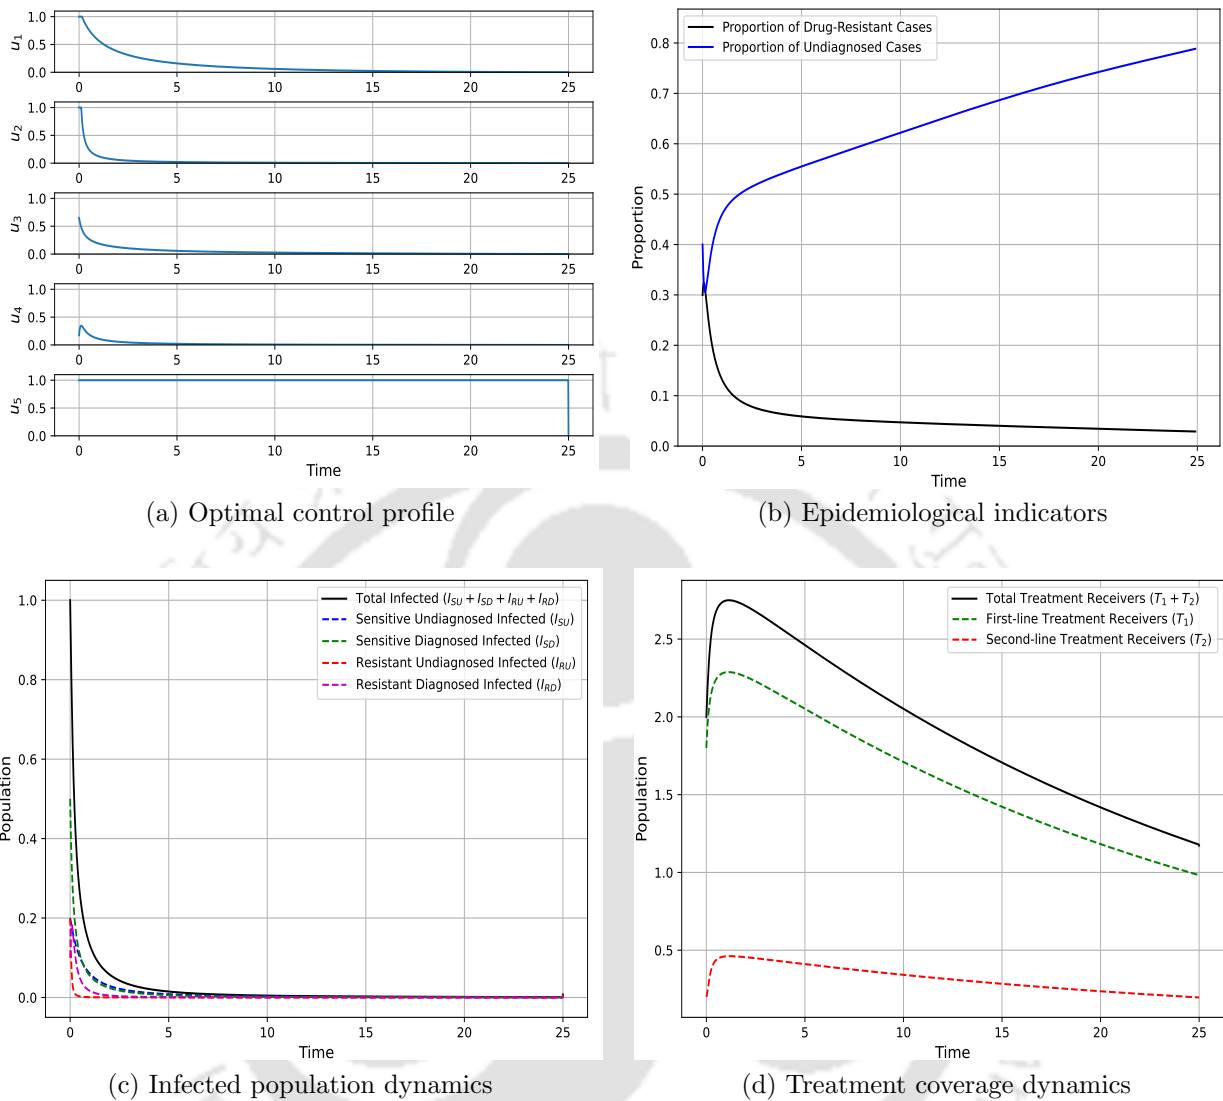 1.0
0.5
0.0
u1
0 5 10 15 20 25
1.0
0.5
0.0
u2
0 5 10 15 20 25
1.0
0.5
0.0
u3
0 5 10 15 20 25
1.0
0.5
0.0
u4
0 5 10 15 20 25
1.0
0.5
0.0
u5
0 5 10 15 20 25
Time
(a) Optimal control profile
Proportion of Drug-Resistant Cases
Proportion of Undiagnosed Cases
0.8
0.7
0.6
0.5
0.4
0.3
0.2
0.1
0.0
Proportion
0 5 10 15 20 25
Time
(b) Epidemiological indicators
Total Infected (I_SU + I_SD + I_RU + I_RD)
Sensitive Undiagnosed Infected (I_SU)
Sensitive Diagnosed Infected (I_SD)
Resistant Undiagnosed Infected (I_RU)
Resistant Diagnosed Infected (I_RD)
1.0
0.8
0.6
0.4
0.2
0.0
Population
0 5 10 15 20 25
Time
(c) Infected population dynamics
Total Treatment Receivers (T1 + T2)
First-line Treatment Receivers (T1)
Second-line Treatment Receivers (T2)
2.5
2.0
1.5
1.0
0.5
Population
0 5 10 15 20 25
Time
(d) Treatment coverage dynamics